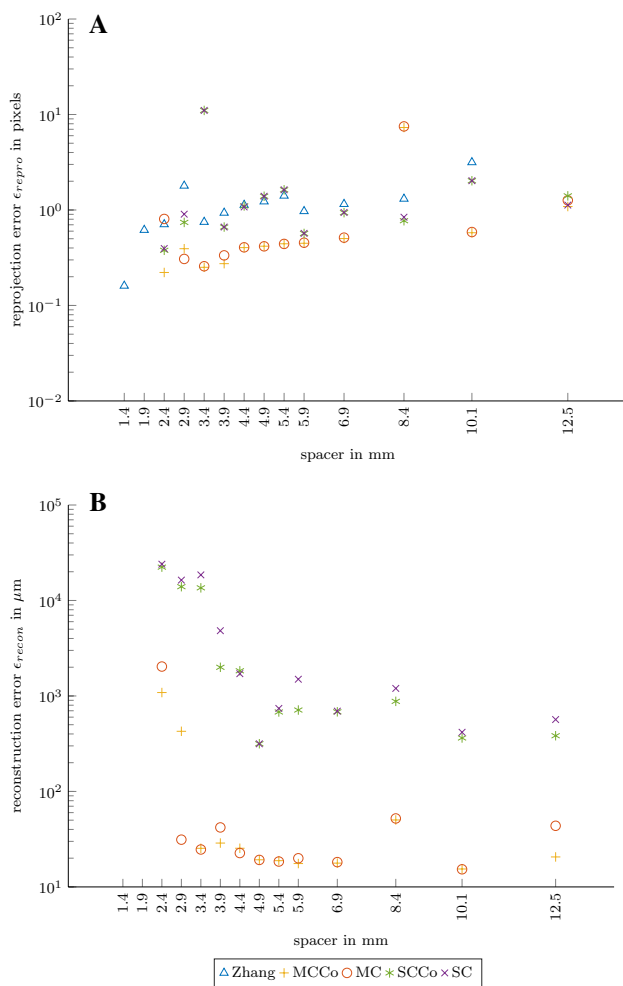 A
10^2
10^1
10^0
10^−1
10^−2
reprojection error ϵ_repro in pixels
1.4 1.9 2.4 2.9 3.4 3.9 4.4 4.9 5.4 5.9 6.9 8.4 10.1 12.5
spacer in mm
B
10^5
10^4
10^3
10^2
10^1
reconstruction error ϵ_recon in μm
1.4 1.9 2.4 2.9 3.4 3.9 4.4 4.9 5.4 5.9 6.9 8.4 10.1 12.5
spacer in mm
Zhang MCCo MC SCCo SC